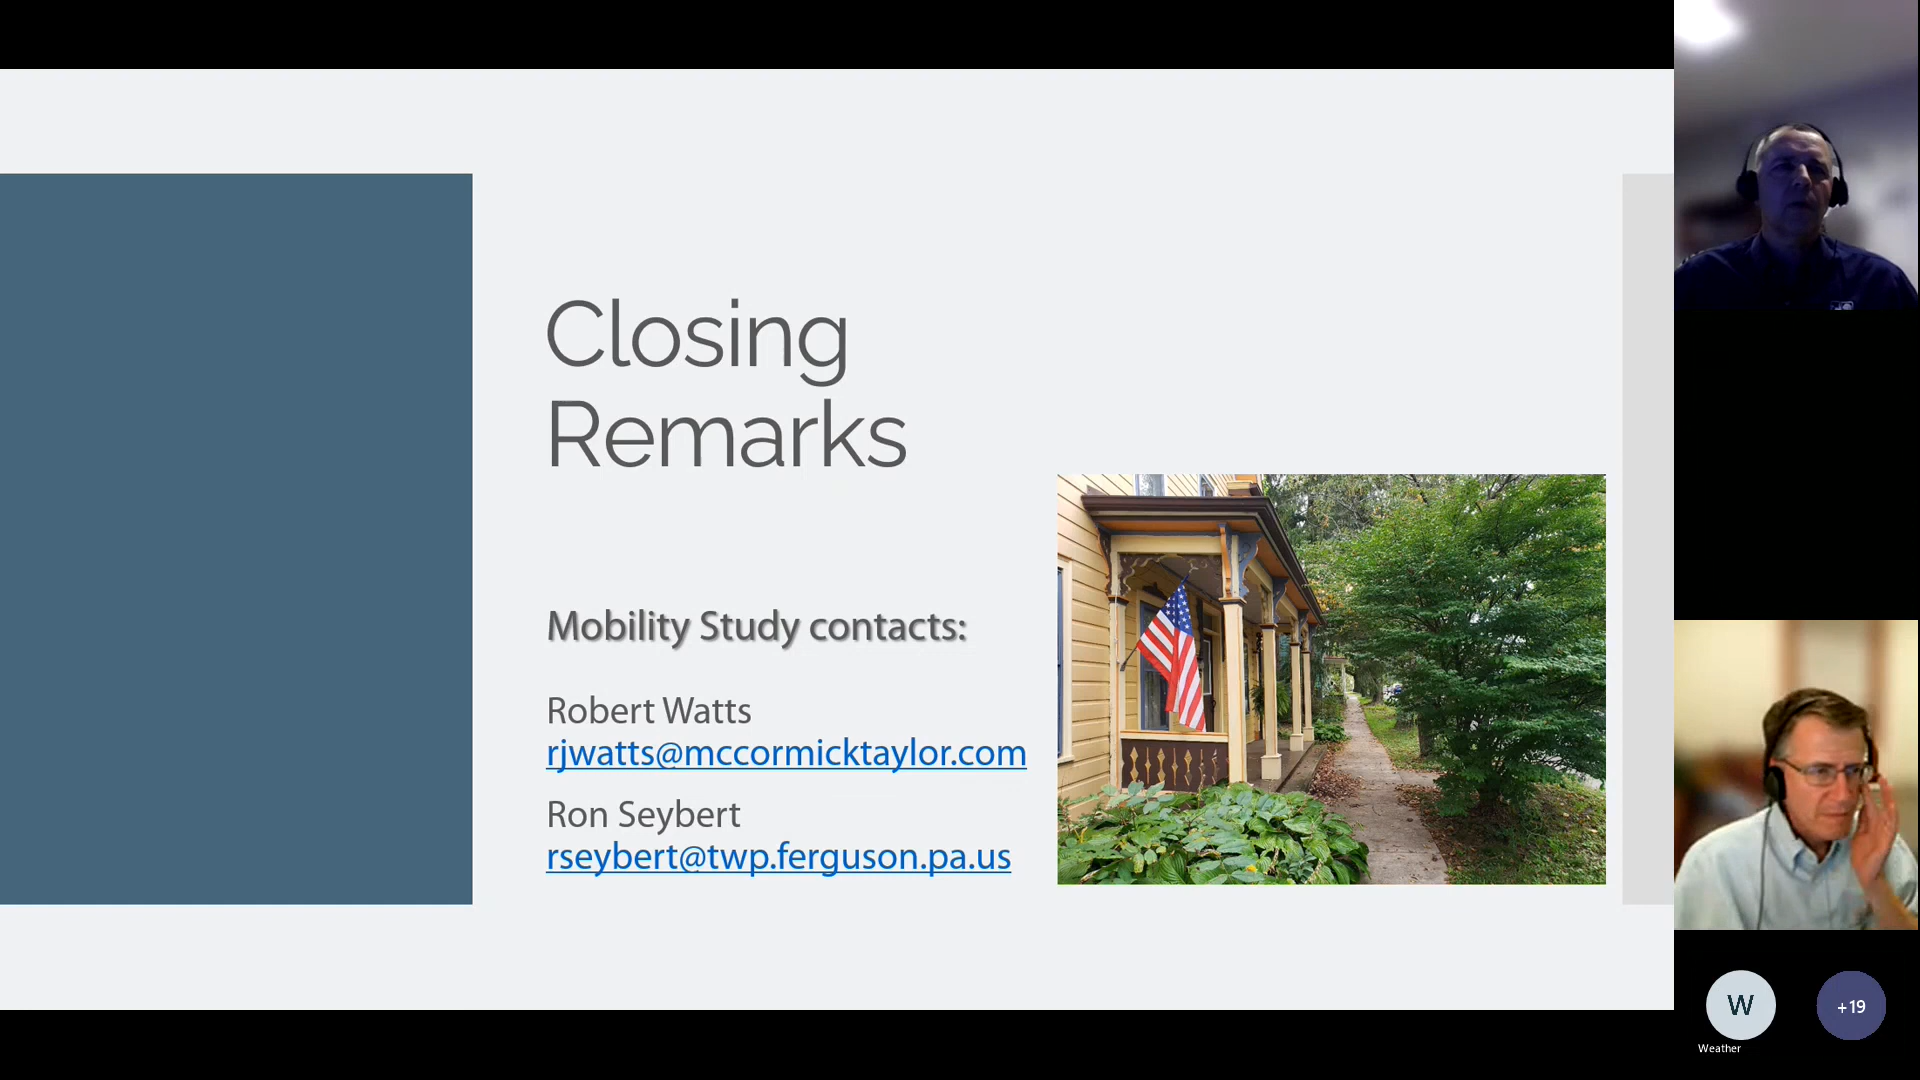 Closing
Remarks
Mobility Study contacts:
Robert Watts
rjwatts@mccormicktaylor.com
Ron Seybert
rseybert@twp.ferguson.pa.us
W
+19
Weather